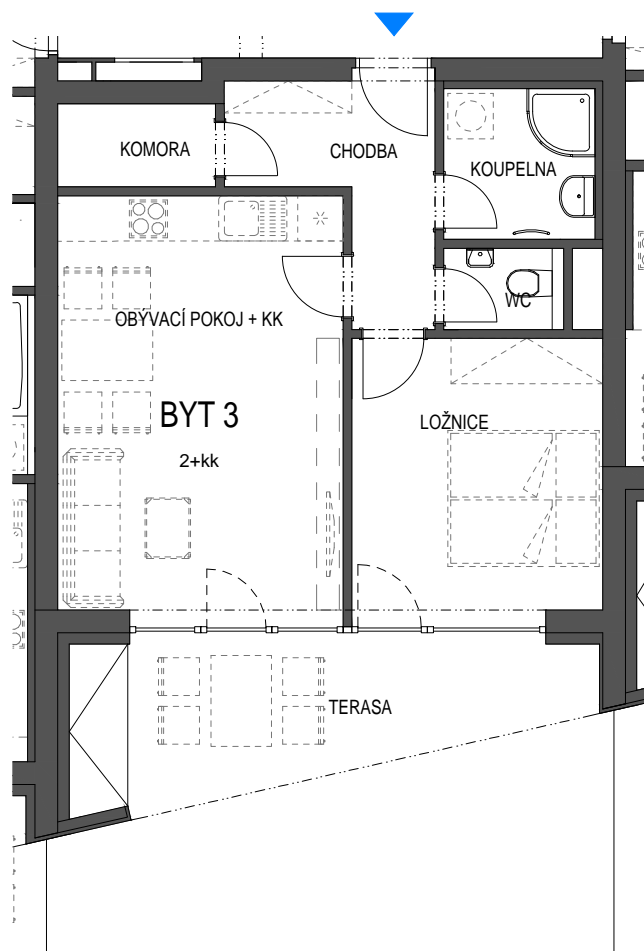 KOMORA
CHODBA
KOUPELNA
WC
OBÝVACÍ POKOJ + KK
BYT 3
2+kk
LOŽNICE
TERASA